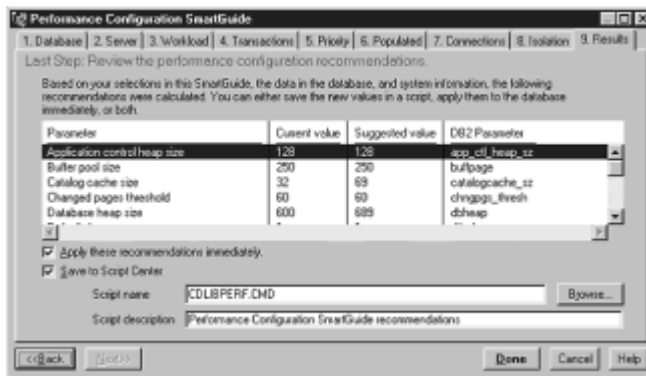 Performance Configuration SmartGuide
1. Database 2. Server 3. Workload 4. Transactions 5. Priority 6. Populated 7. Connections 8. Isolation 9. Results
Last Step: Review the performance configuration recommendations.
Based on your selections in this SmartGuide, the data in the database, and system information, the following
recommendations were calculated. You can either save the new values in a script, apply them to the database
immediately, or both.
Parameter Current value Suggested value DB2 Parameter
Application control heap size 128 128 app_ctl_heap_sz
Buffer pool size 250 250 buffpage
Catalog cache size 32 69 catalogcache_sz
Changed pages threshold 60 60 chngpgs_thresh
Database heap size 600 689 dbheap
Apply these recommendations immediately.
Save to Script Center
Script name CDLIBPERF.CMD Browse...
Script description Performance Configuration SmartGuide recommendations
<<Back Next>> Done Cancel Help